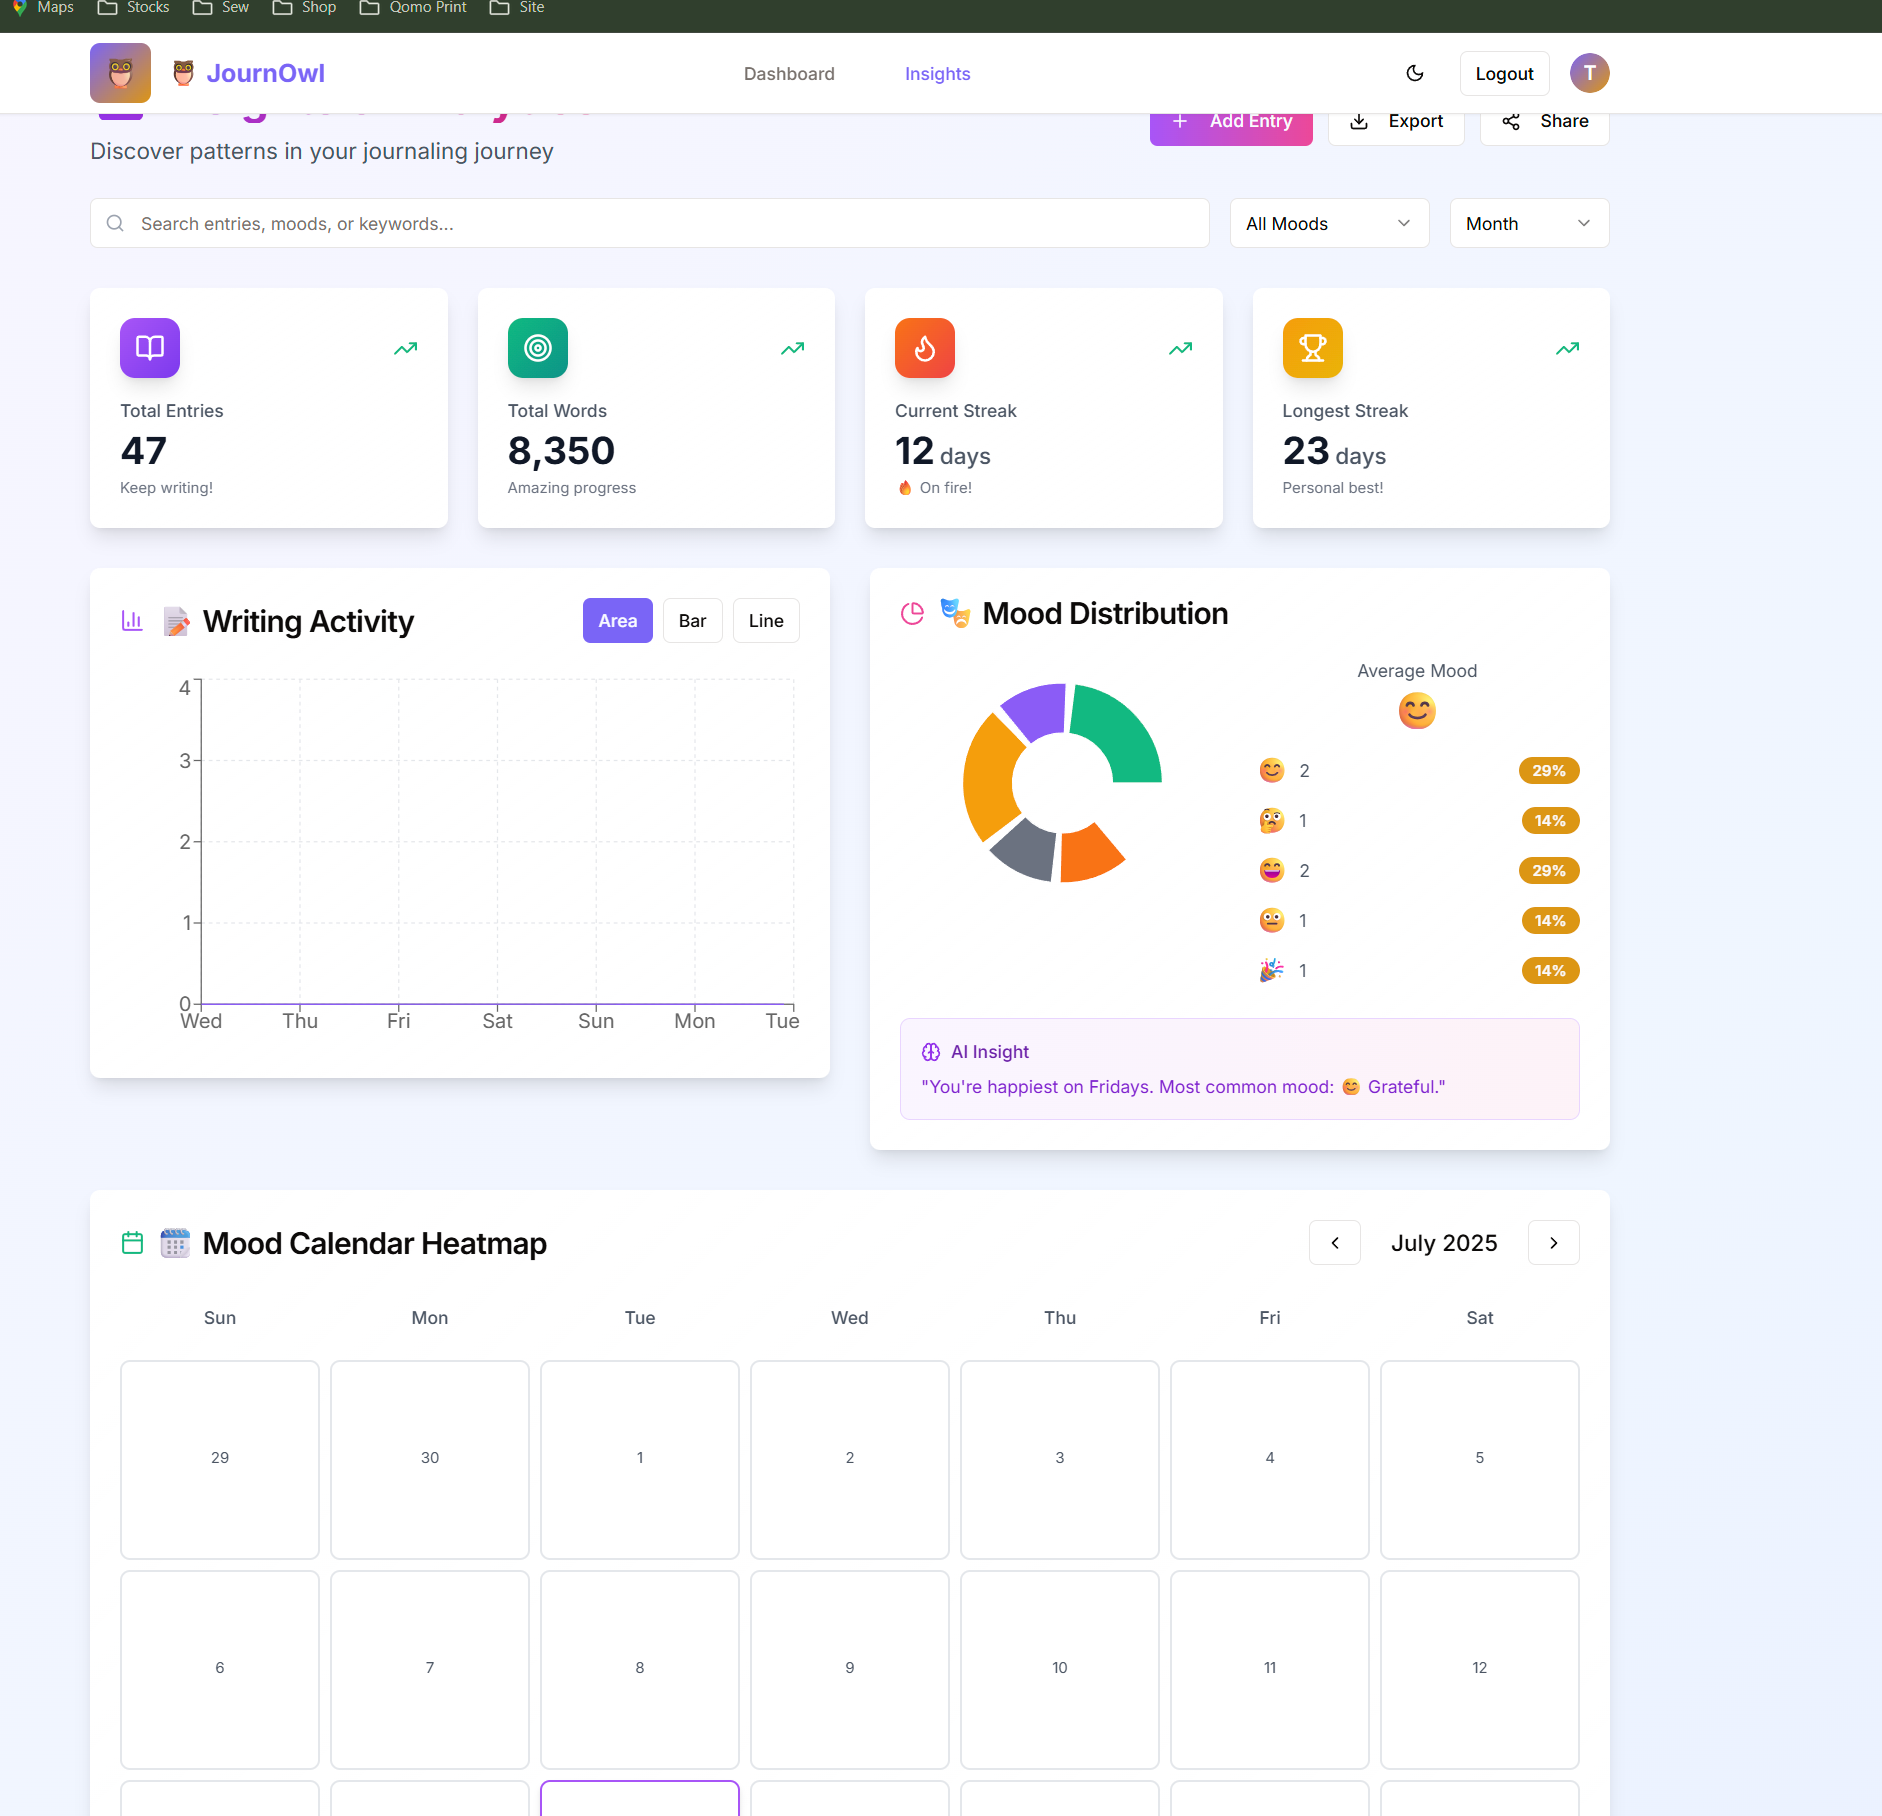 Maps Stocks Sew Shop Qomo Print Site
JournOwl Dashboard Insights Logout T
Add Entry Export Share
Discover patterns in your journaling journey
Search entries, moods, or keywords... All Moods Month
Total Entries
47
Keep writing!
Total Words
8,350
Amazing progress
Current Streak
12 days
🔥 On fire!
Longest Streak
23 days
Personal best!
Writing Activity Area Bar Line
4
3
2
1
0
Wed Thu Fri Sat Sun Mon Tue
Mood Distribution
Average Mood
😊
😊 2 29%
🤔 1 14%
😄 2 29%
😐 1 14%
🎉 1 14%
AI Insight
"You're happiest on Fridays. Most common mood: 😊 Grateful."
Mood Calendar Heatmap July 2025
Sun Mon Tue Wed Thu Fri Sat
29 30 1 2 3 4 5
6 7 8 9 10 11 12